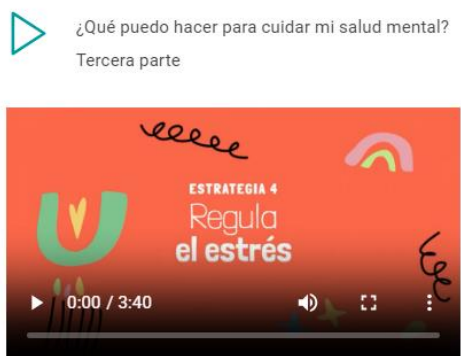 ¿Qué puedo hacer para cuidar mi salud mental?
Tercera parte
ESTRATEGIA 4
Regula
el estrés
0:00 / 3:40